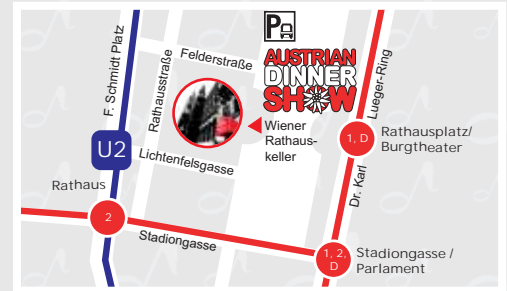 P
AUSTRIAN
DINNER
SHOW
F. Schmidt Platz
Rathausstraße
Felderstraße
Wiener
Rathaus-
keller
Dr. Karl Lueger-Ring
1, D
Rathausplatz/
Burgtheater
U2
Lichtenfelsgasse
Rathaus
2
Stadiongasse
1, 2,
D
Stadiongasse /
Parlament